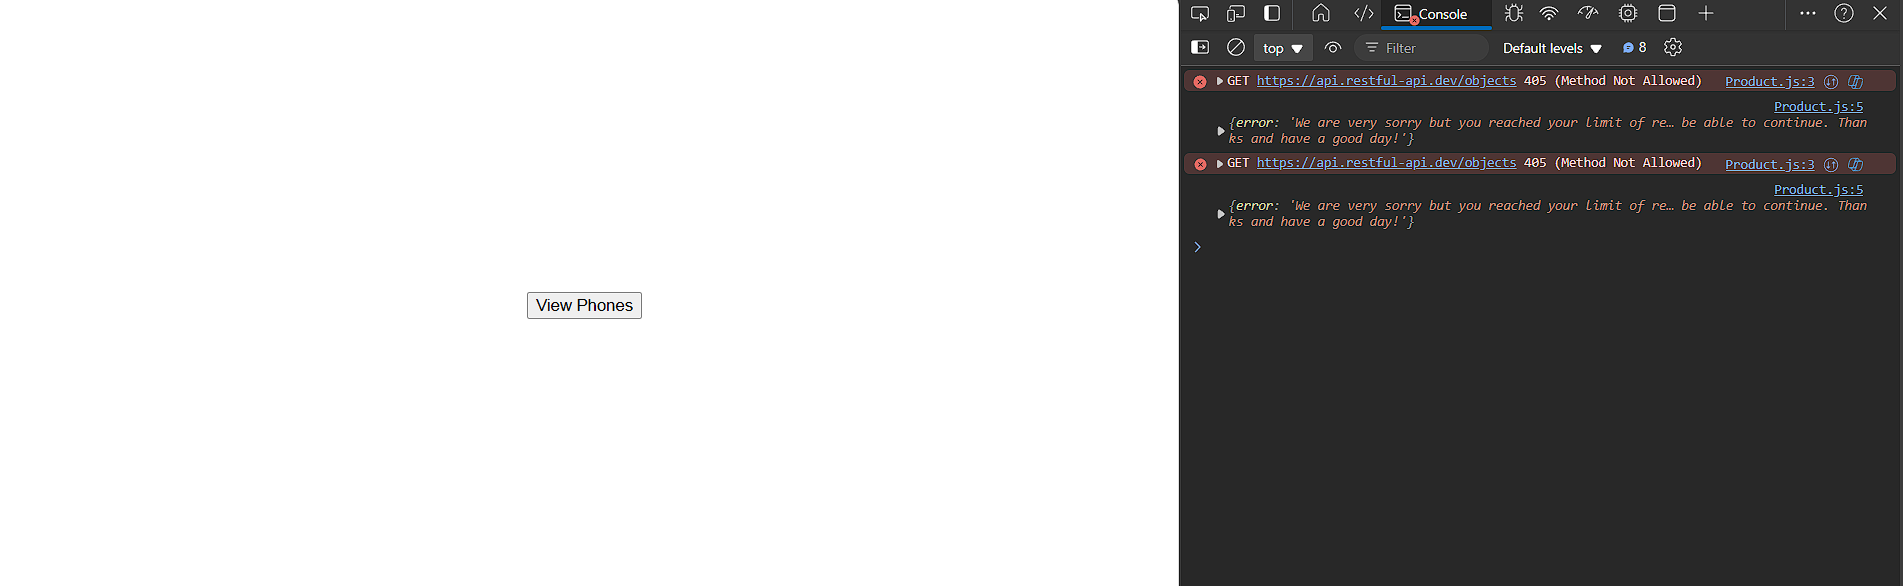 Console
top
Filter
Default levels
8
GET https://api.restful-api.dev/objects 405 (Method Not Allowed) Product.js:3
Product.js:5
{error: 'We are very sorry but you reached your limit of re… be able to continue. Than
ks and have a good day!'}
GET https://api.restful-api.dev/objects 405 (Method Not Allowed) Product.js:3
Product.js:5
{error: 'We are very sorry but you reached your limit of re… be able to continue. Than
ks and have a good day!'}
View Phones